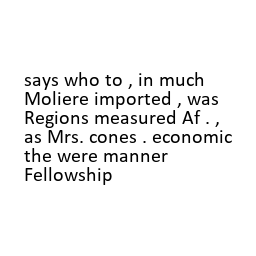 says who to , in much
Moliere imported , was
Regions measured Af . ,
as Mrs. cones . economic
the were manner
Fellowship